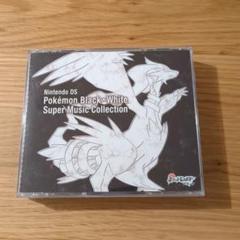 Nintendo DS
Pokémon Black・White
Super Music Collection